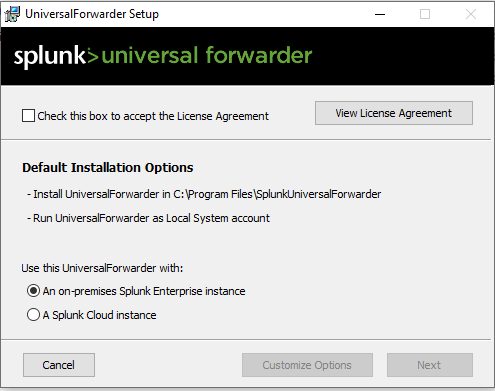 UniversalForwarder Setup
splunk>universal forwarder
Check this box to accept the License Agreement
View License Agreement
Default Installation Options
- Install UniversalForwarder in C:\Program Files\SplunkUniversalForwarder
- Run UniversalForwarder as Local System account
Use this UniversalForwarder with:
An on-premises Splunk Enterprise instance
A Splunk Cloud instance
Cancel
Customize Options
Next